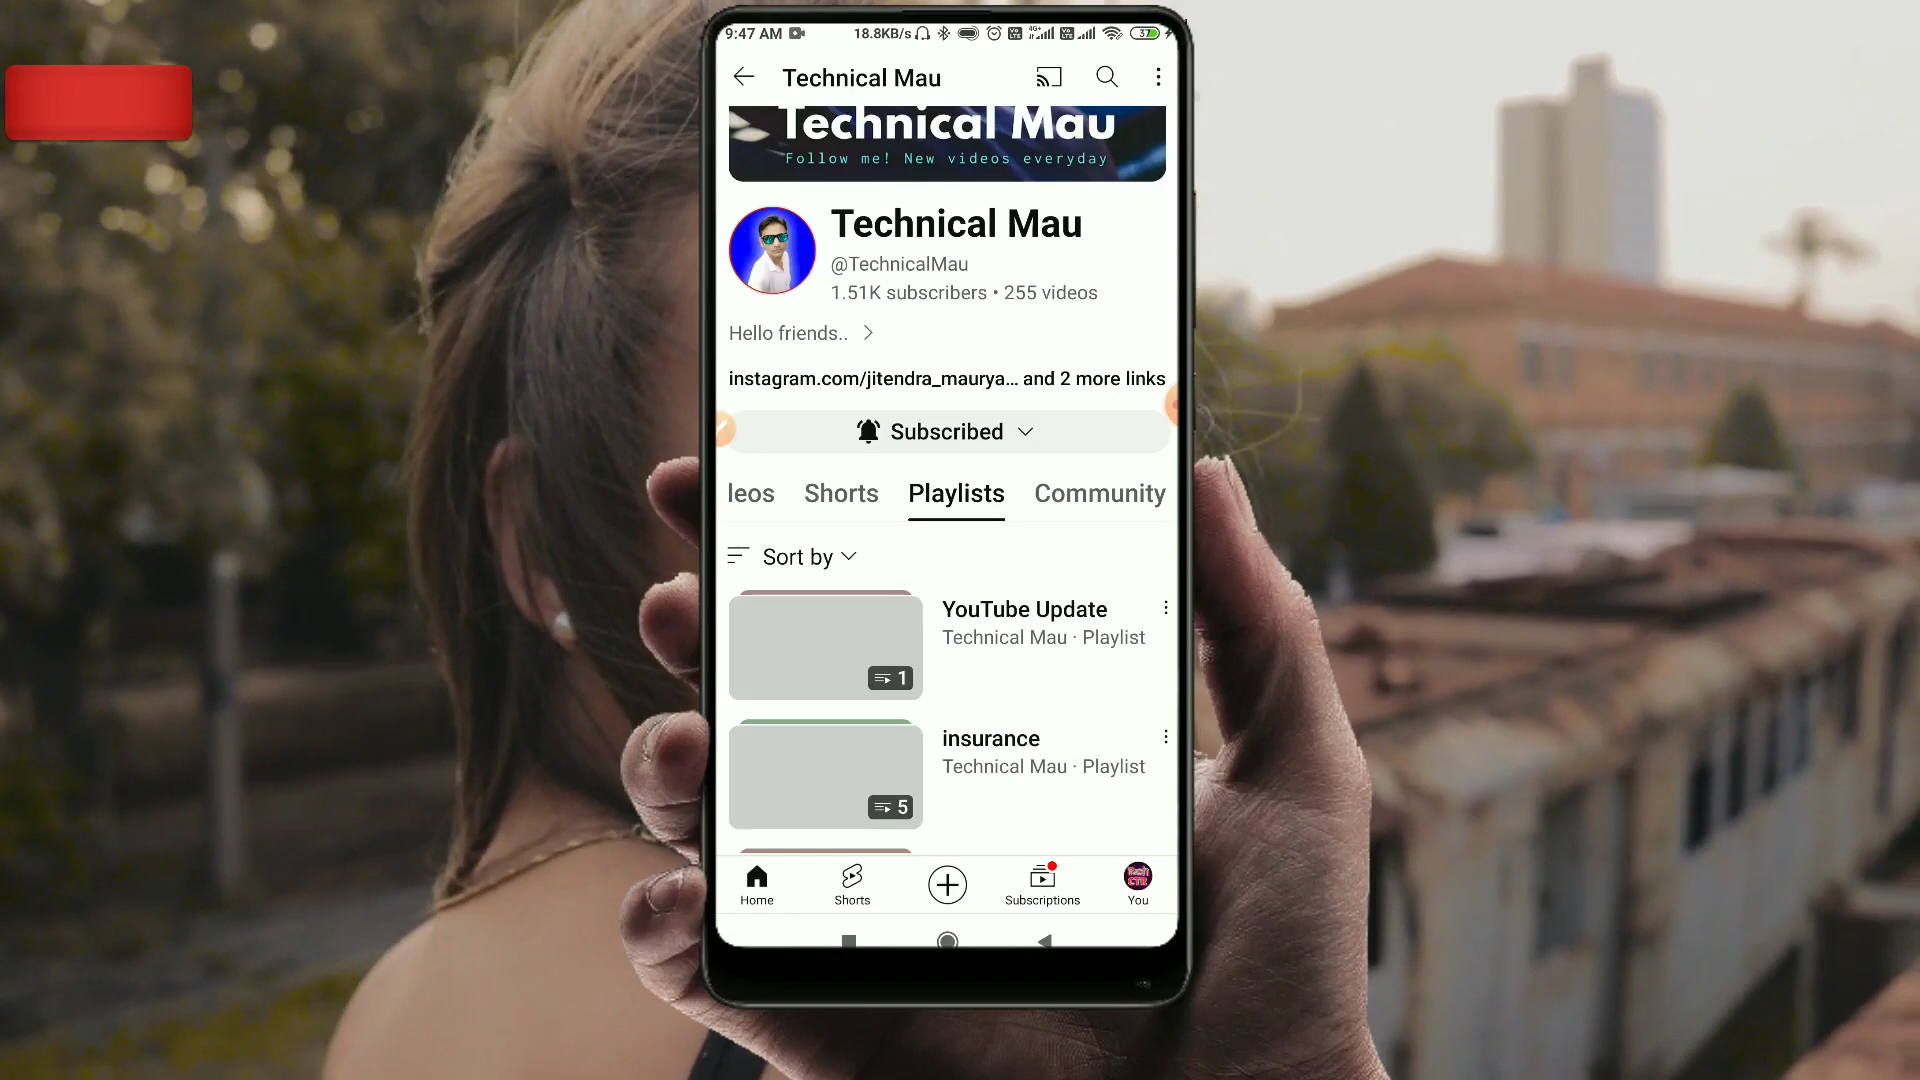 9:47 AM 18.8KB/s 4G+ 37
Technical Mau
Technical Mau
Follow me! New videos everyday
Technical Mau
@TechnicalMau
1.51K subscribers • 255 videos
Hello friends..
instagram.com/jitendra_maurya... and 2 more links
Subscribed
leos Shorts Playlists Community
Sort by
YouTube Update
Technical Mau · Playlist
1
insurance
Technical Mau · Playlist
5
Home Shorts Subscriptions You